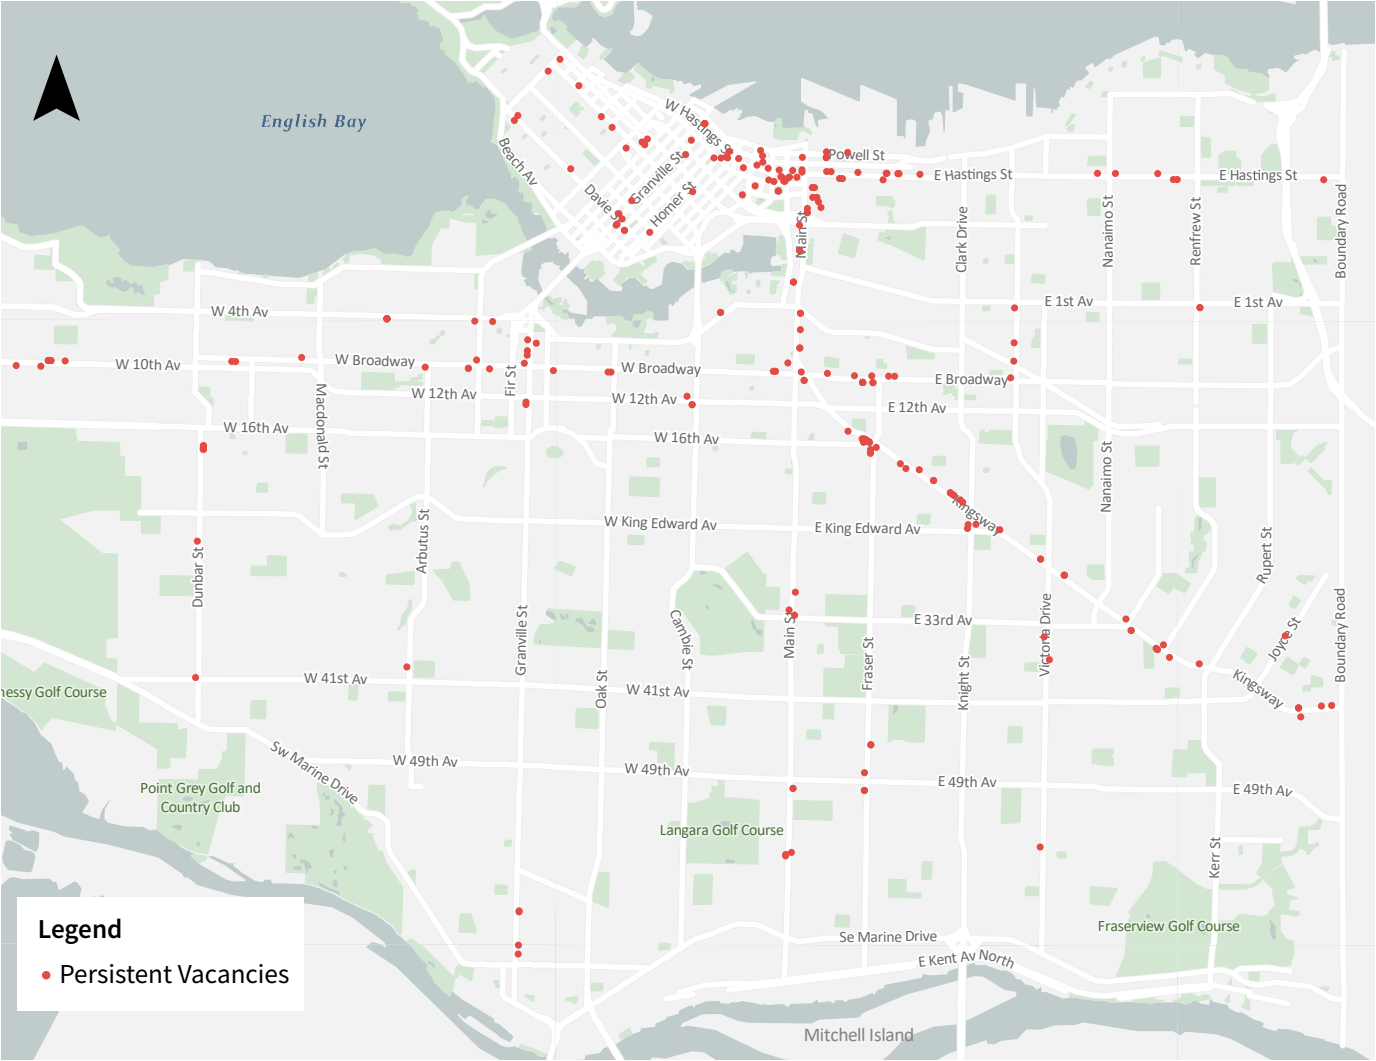 English Bay
Beach Av
W Hastings S
Granville St
Davie S
Homer St
Powell St
E Hastings St
E Hastings St
Main St
Clark Drive
Nanaimo St
Renfrew St
Boundary Road
W 4th Av
E 1st Av
E 1st Av
W 10th Av
W Broadway
W Broadway
E Broadway
Macdonald St
W 12th Av
Fir St
W 12th Av
E 12th Av
W 16th Av
W 16th Av
Nanaimo St
Kingsway
W King Edward Av
E King Edward Av
Arbutus St
Dunbar St
Rupert St
Granville St
Cambie St
Main S
E 33rd Av
Fraser St
Victoria Drive
Joyce St
Boundary Road
Oak St
Knight St
nessy Golf Course
W 41st Av
W 41st Av
Kingsway
Sw Marine Drive
W 49th Av
W 49th Av
E 49th Av
E 49th Av
Point Grey Golf and
Country Club
Langara Golf Course
Kerr St
Fraserview Golf Course
Se Marine Drive
E Kent Av North
Mitchell Island
Legend
Persistent Vacancies